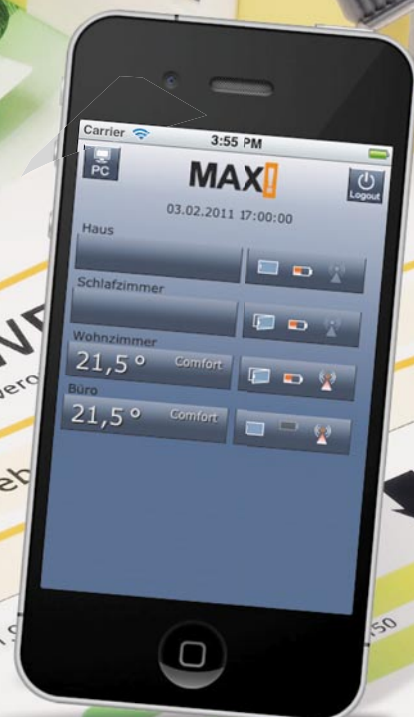 Carrier 3:55 PM
PC MAX! Logout
03.02.2011 17:00:00
Haus
Schlafzimmer
Wohnzimmer
21,5° Comfort
Büro
21,5° Comfort
50